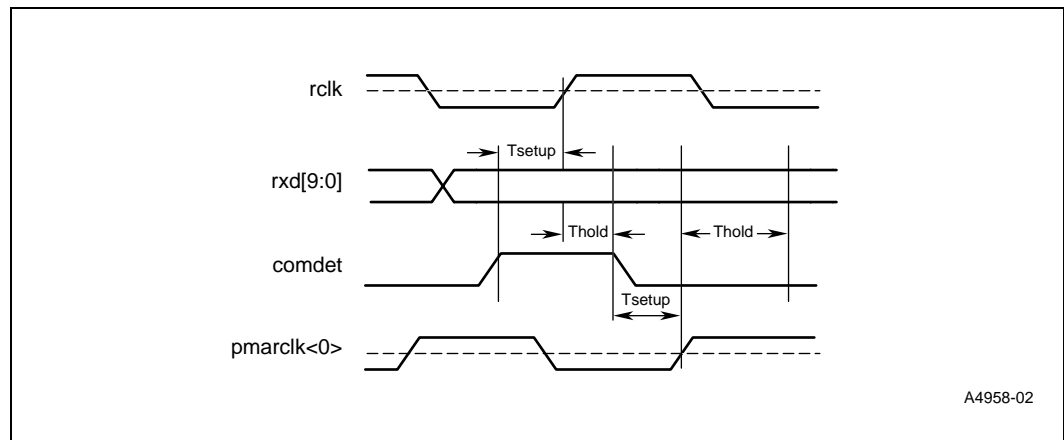 rclk
Tsetup
rxd[9:0]
Thold
Thold
comdet
Tsetup
pmarclk<0>
A4958-02